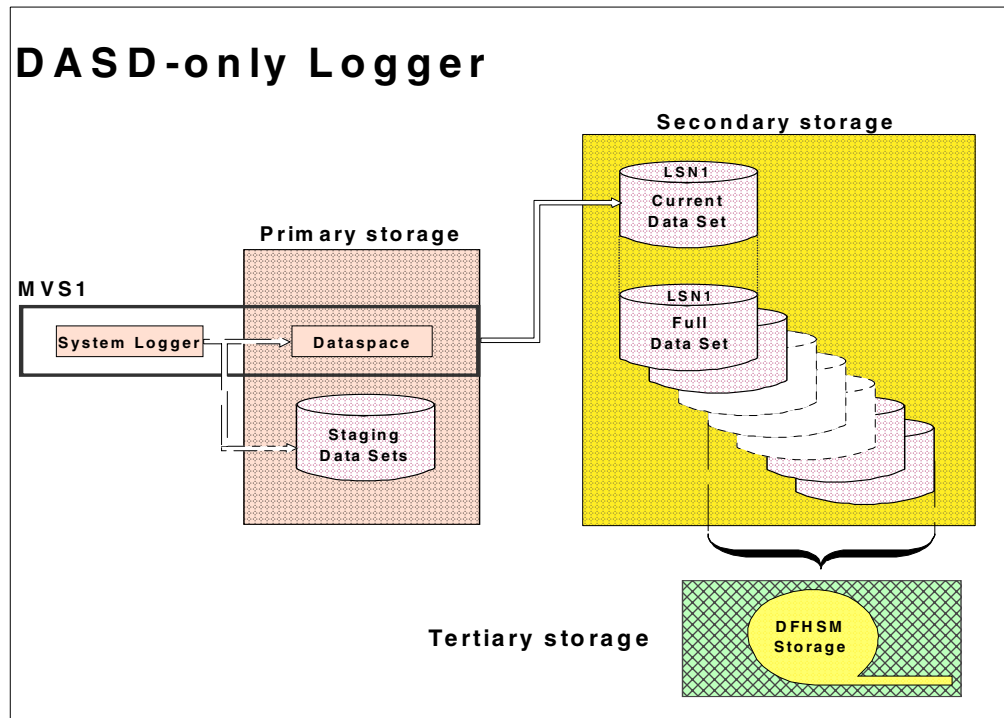 DASD-only Logger
Secondary storage
LSN1
Current
Data Set
Primary storage
MVS1
LSN1
Full
Data Set
System Logger
Dataspace
Staging
Data Sets
Tertiary storage
DFHSM
Storage